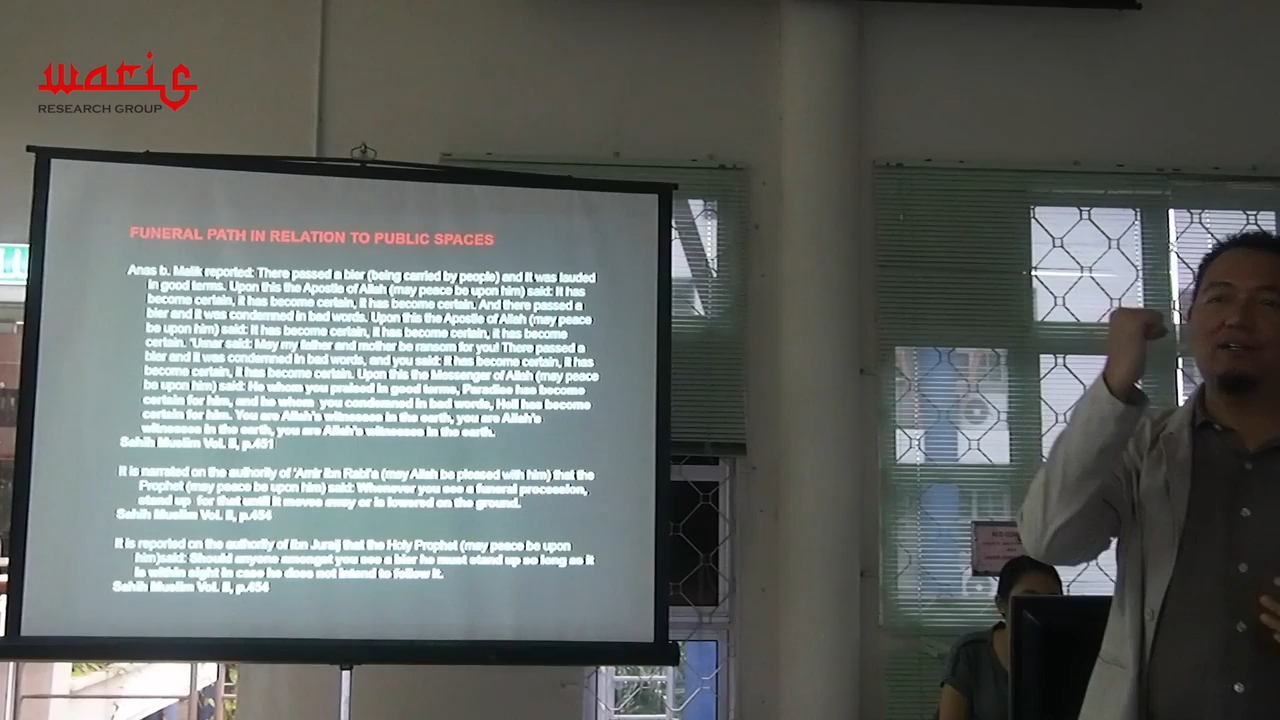 waris
RESEARCH GROUP
FUNERAL PATH IN RELATION TO PUBLIC SPACES
Anas b. Malik reported: There passed a bier (being carried by people) and it was lauded
in good terms. Upon this the Apostle of Allah (may peace be upon him) said: It has
become certain, it has become certain, it has become certain. And there passed a
bier and it was condemned in bad words. Upon this the Apostle of Allah (may peace
be upon him) said: It has become certain, it has become certain, it has become
certain. 'Umar said: May my father and mother be ransom for you! There passed a
bier and it was condemned in bad words, and you said: It has become certain, it has
become certain, it has become certain. Upon this the Messenger of Allah (may peace
be upon him) said: He whom you praised in good terms, Paradise has become
certain for him, and he whom you condemned in bad words, Hell has become
certain for him. You are Allah's witnesses in the earth, you are Allah's
witnesses in the earth, you are Allah's witnesses in the earth.
Sahih Muslim Vol. II, p.451
It is narrated on the authority of 'Amir ibn Rabi'a (may Allah be pleased with him) that the
Prophet (may peace be upon him) said: Whenever you see a funeral procession,
stand up for that until it moves away or is lowered on the ground.
Sahih Muslim Vol. II, p.454
It is reported on the authority of Ibn Juraij that the Holy Prophet (may peace be upon
him)said: Should anyone amongst you see a bier he must stand up so long as it
is within sight in case he does not intend to follow it.
Sahih Muslim Vol. II, p.454